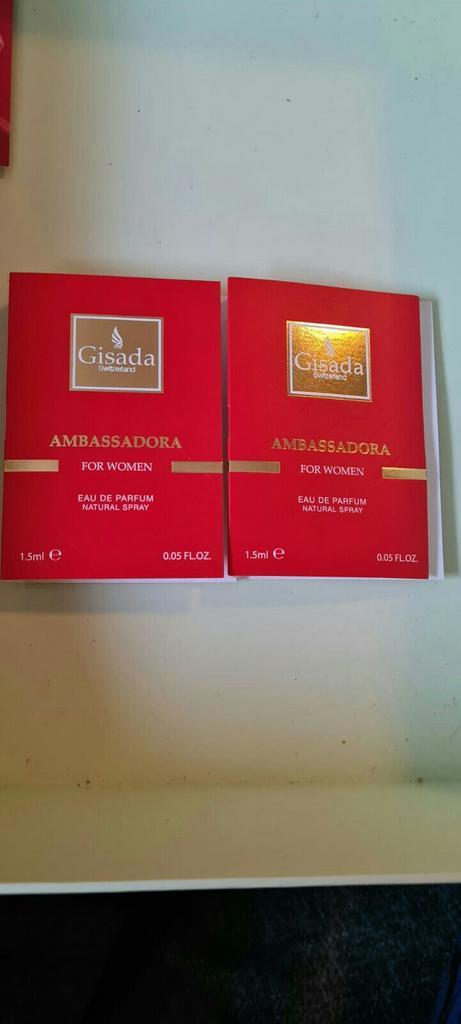 Gisada
Switzerland
AMBASSADORA
FOR WOMEN
EAU DE PARFUM
NATURAL SPRAY
1.5ml ℮ 0.05 FL.OZ.
Gisada
Switzerland
AMBASSADORA
FOR WOMEN
EAU DE PARFUM
NATURAL SPRAY
1.5ml ℮ 0.05 FL.OZ.